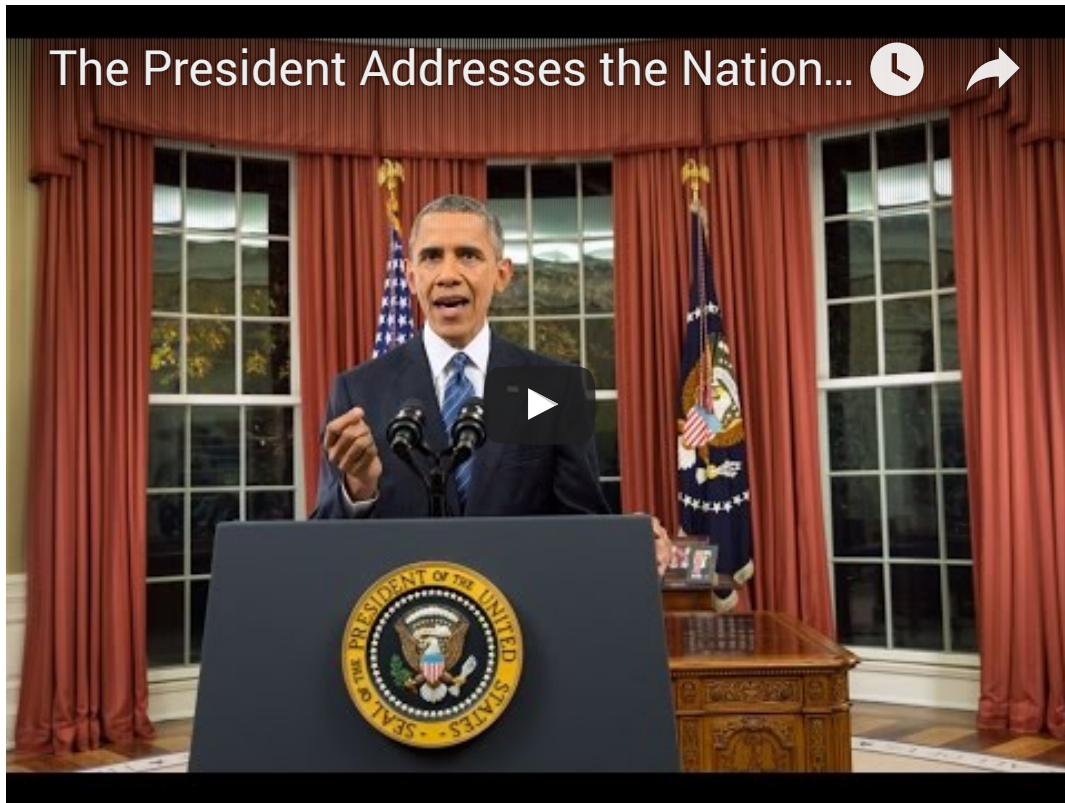 The President Addresses the Nation...
SEAL OF THE PRESIDENT OF THE UNITED STATES